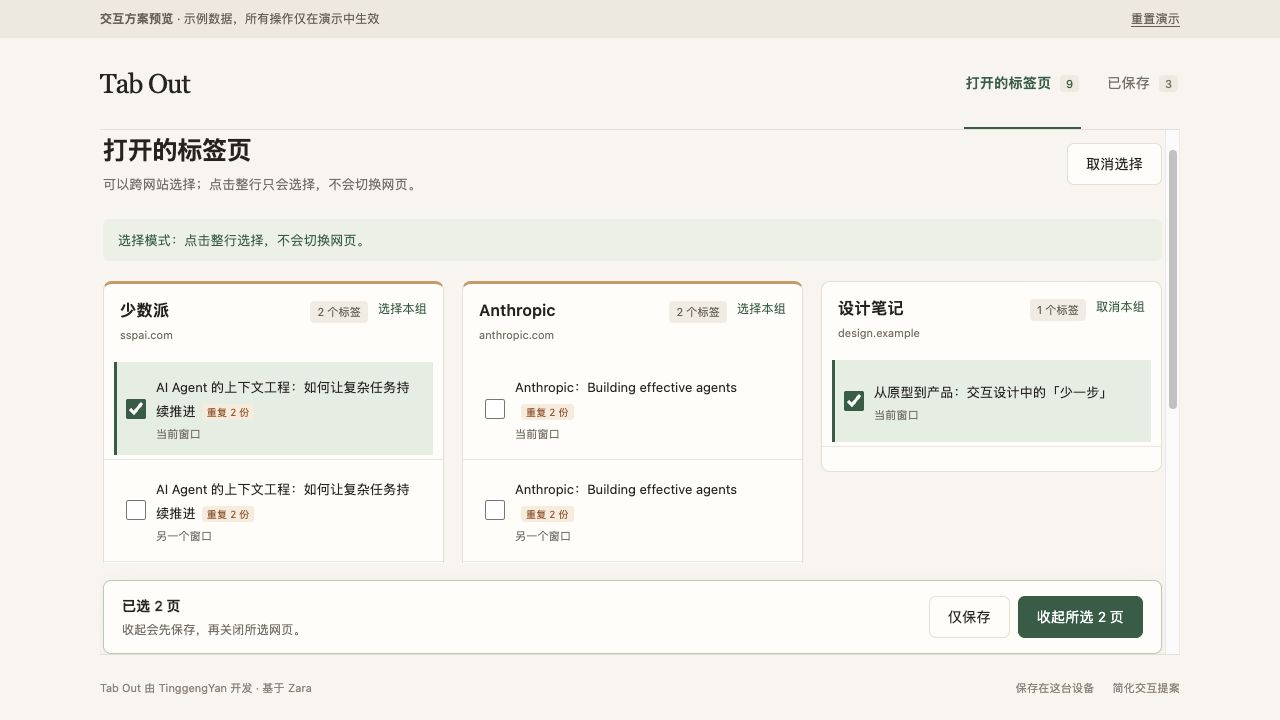 交互方案预览 · 示例数据，所有操作仅在演示中生效
重置演示
Tab Out
打开的标签页 9
已保存 3
打开的标签页
可以跨网站选择；点击整行只会选择，不会切换网页。
取消选择
选择模式：点击整行选择，不会切换网页。
少数派
2 个标签
选择本组
sspai.com
AI Agent 的上下文工程：如何让复杂任务持
续推进 重复 2 份
当前窗口
AI Agent 的上下文工程：如何让复杂任务持
续推进 重复 2 份
另一个窗口
Anthropic
2 个标签
选择本组
anthropic.com
Anthropic：Building effective agents
重复 2 份
当前窗口
Anthropic：Building effective agents
重复 2 份
另一个窗口
设计笔记
1 个标签
取消本组
design.example
从原型到产品：交互设计中的「少一步」
当前窗口
已选 2 页
收起会先保存，再关闭所选网页。
仅保存
收起所选 2 页
Tab Out 由 TinggengYan 开发 · 基于 Zara
保存在这台设备
简化交互提案